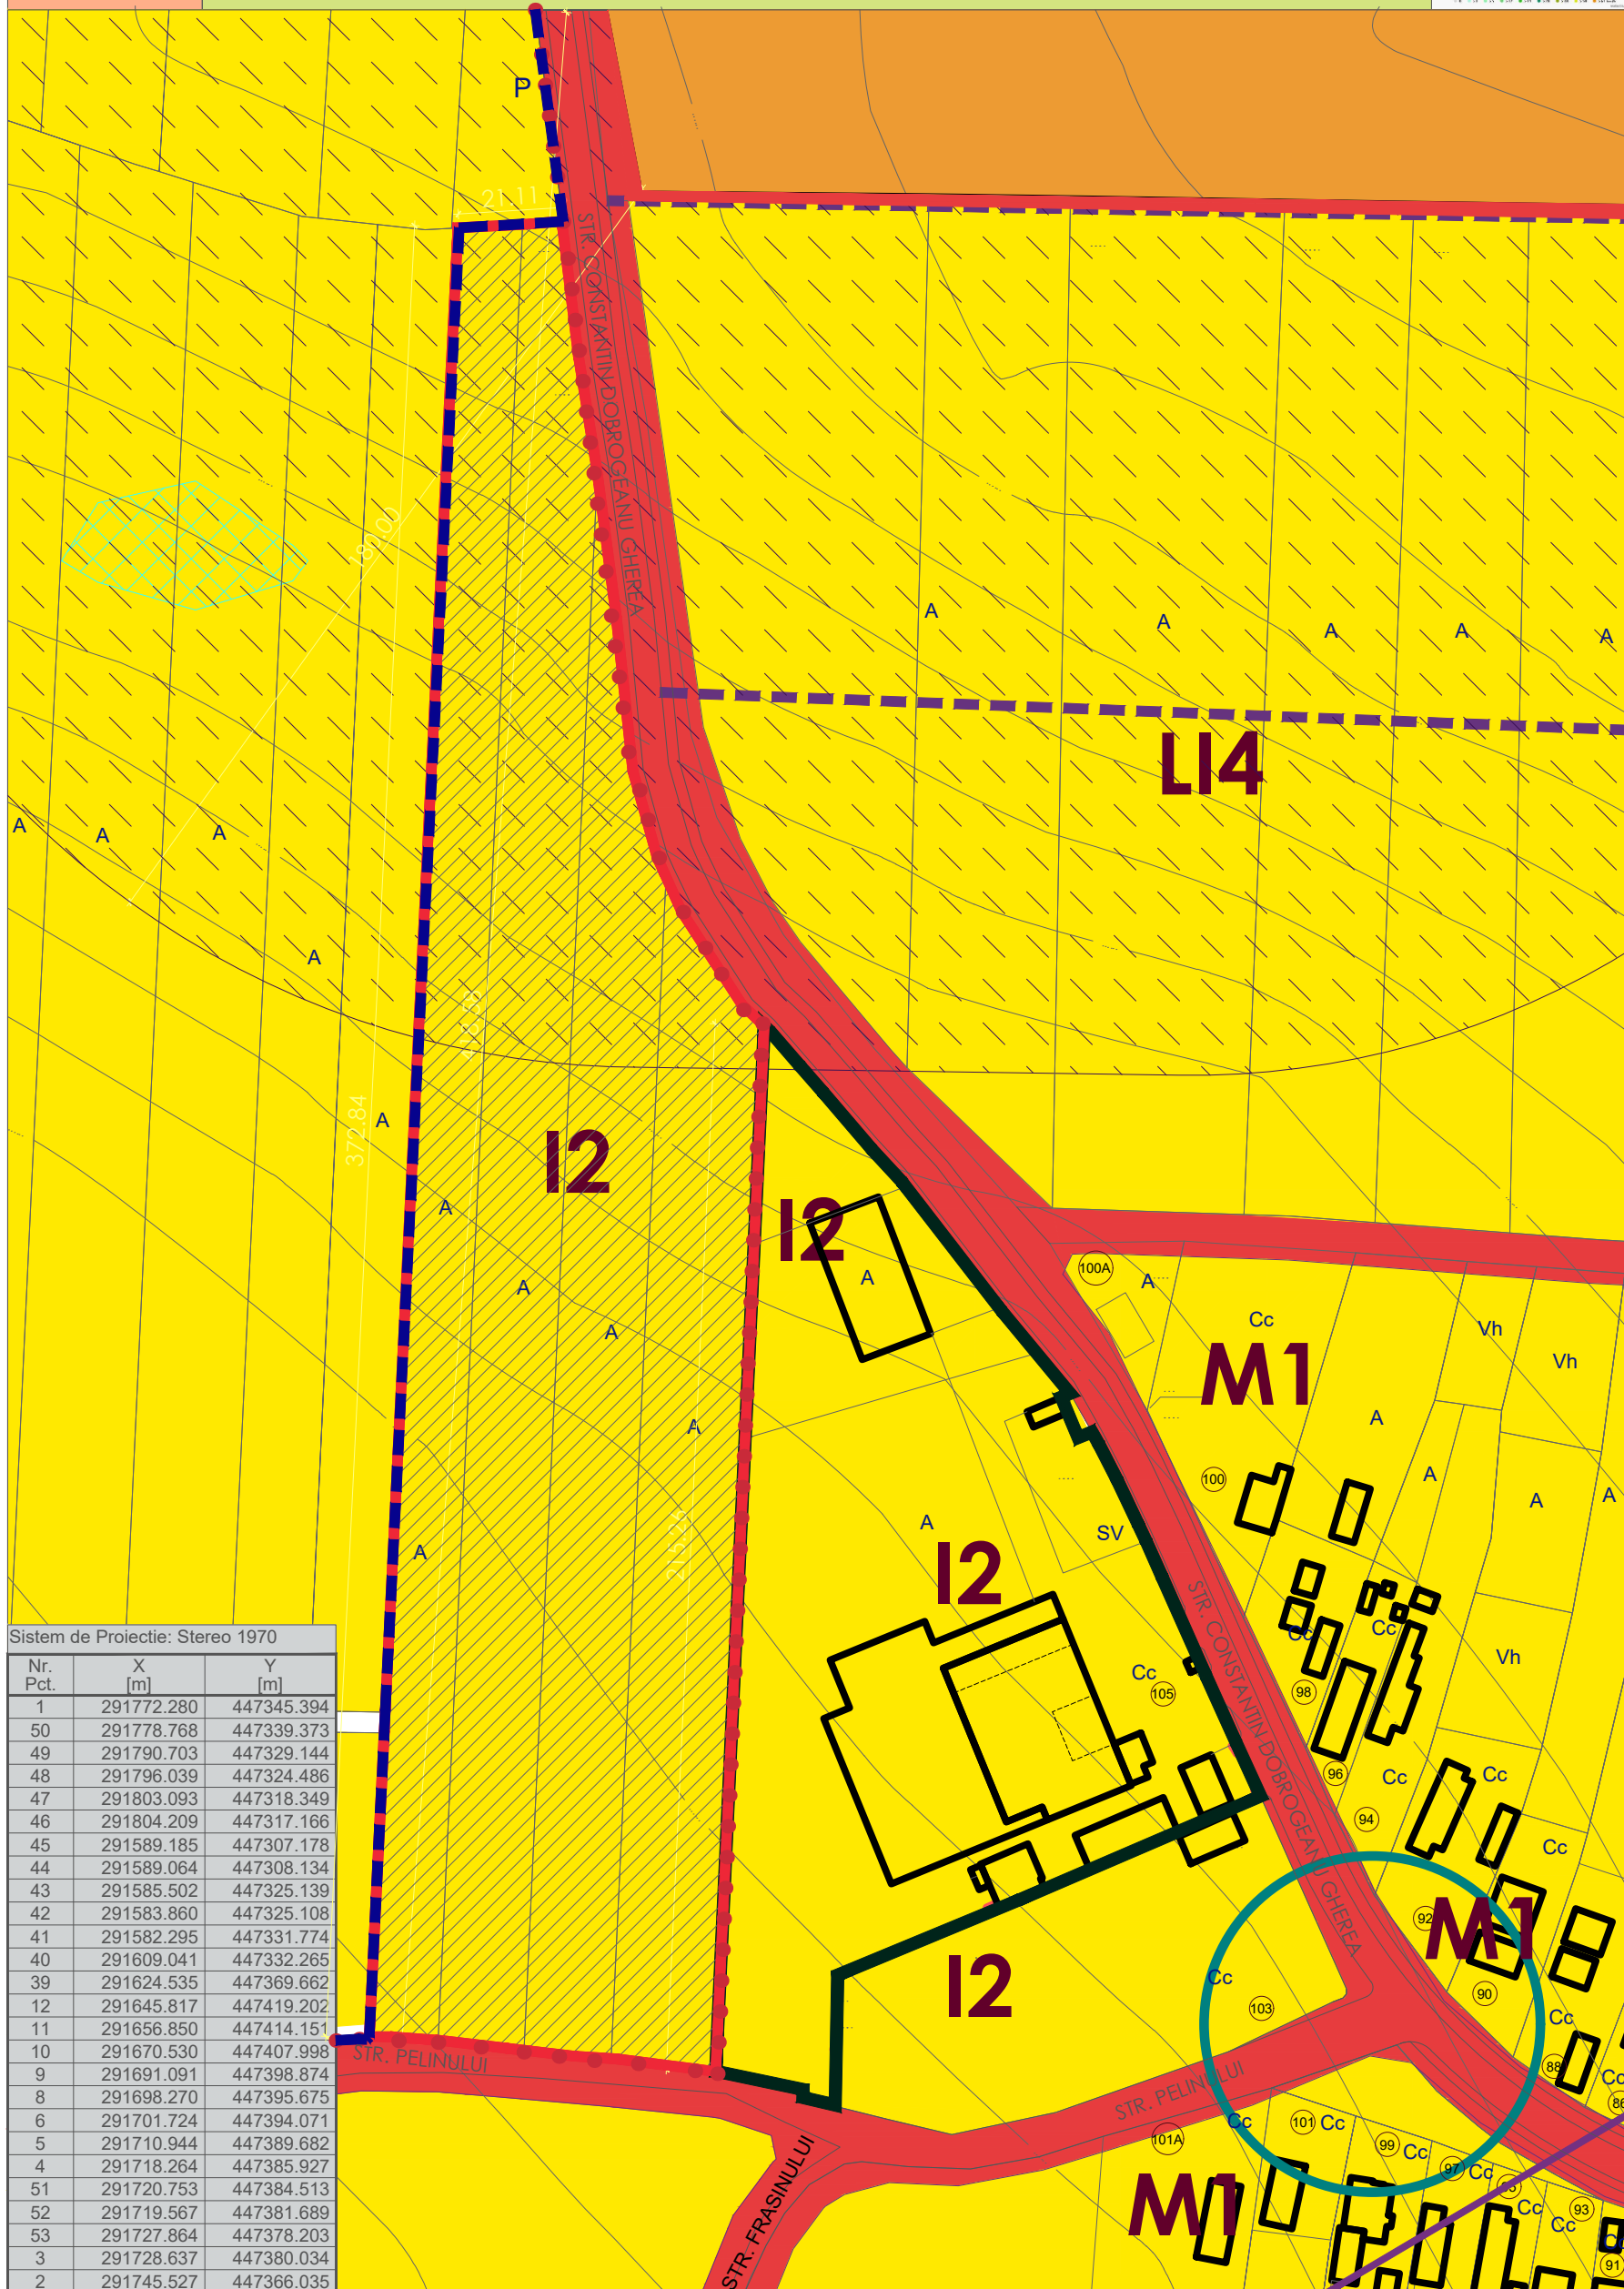 P
21.11
STR. CONSTANTIN DOBROGEANU GHEREA
180.00
A
A
A
A
A
LI4
A
A
A
A
372.84
A
I2
A
I2
A
A
A
A
A
100A
A
Cc
M1
Vh
Vh
A
A
A
A
100
A
SV
I2
Cc
105
STR. CONSTANTIN DOBROGEANU GHEREA
Cc
Cc
98
Vh
96
Cc
Cc
94
Cc
92
M1
90
Cc
88
Cc
86
I2
Cc
103
STR. PELINULUI
STR. PELINULUI
STR. FRASINULUI
101A
Cc
101
Cc
99
Cc
97
Cc
Cc
93
Cc
91
M1
Sistem de Proiectie: Stereo 1970
Nr. Pct. X [m] Y [m]
1 291772.280 447345.394
50 291778.768 447339.373
49 291790.703 447329.144
48 291796.039 447324.486
47 291803.093 447318.349
46 291804.209 447317.166
45 291589.185 447307.178
44 291589.064 447308.134
43 291585.502 447325.139
42 291583.860 447325.108
41 291582.295 447331.774
40 291609.041 447332.265
39 291624.535 447369.662
12 291645.817 447419.202
11 291656.850 447414.151
10 291670.530 447407.998
9 291691.091 447398.874
8 291698.270 447395.675
6 291701.724 447394.071
5 291710.944 447389.682
4 291718.264 447385.927
51 291720.753 447384.513
52 291719.567 447381.689
53 291727.864 447378.203
3 291728.637 447380.034
2 291745.527 447366.035